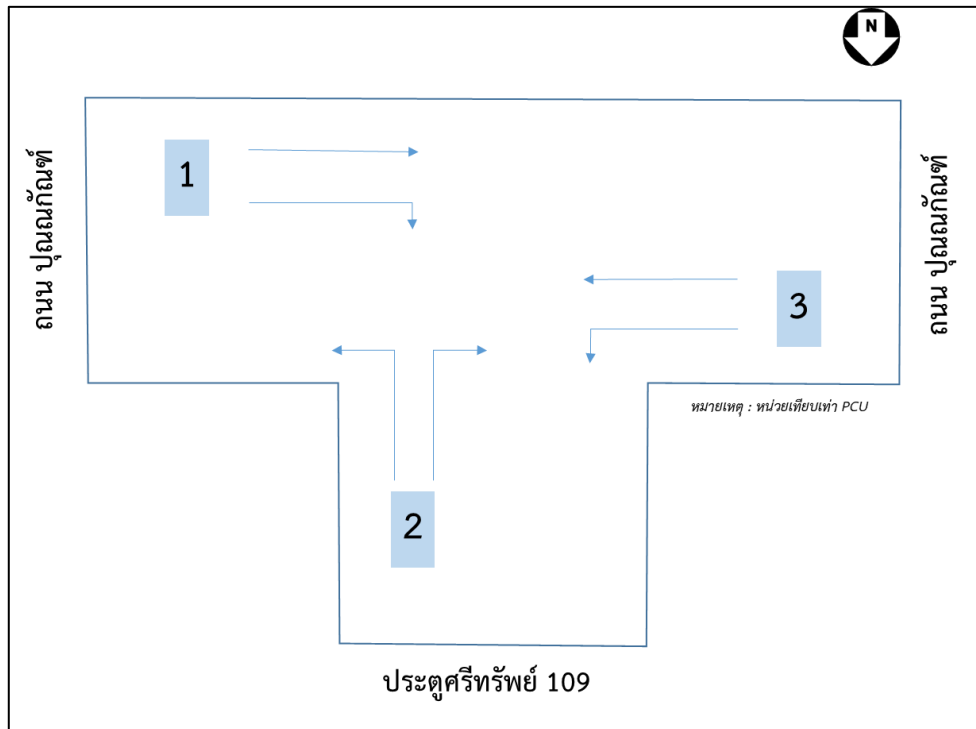 N
ถนน ปุณณกัณฑ์
1
ถนน ปุณณกัณฑ์
3
หมายเหตุ : หน่วยเทียบเท่า PCU
2
ประตูศรีทรัพย์ 109